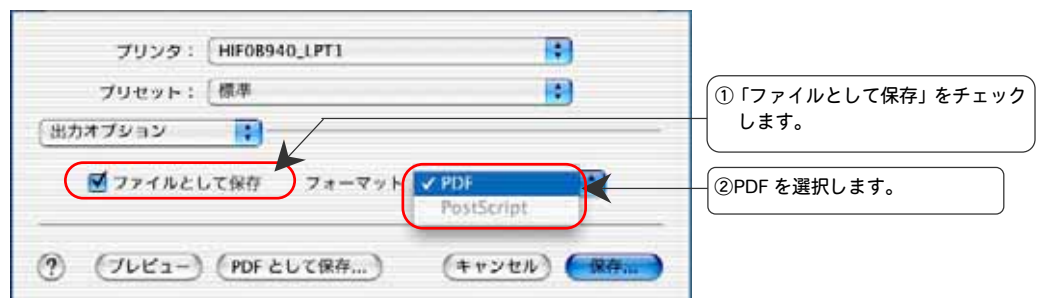 プリンタ： HIF0B940_LPT1
プリセット： 標準
出力オプション
ファイルとして保存 フォーマット ✓ PDF
PostScript
? プレビュー PDF として保存... キャンセル 保存...
①「ファイルとして保存」をチェック
します。
②PDF を選択します。